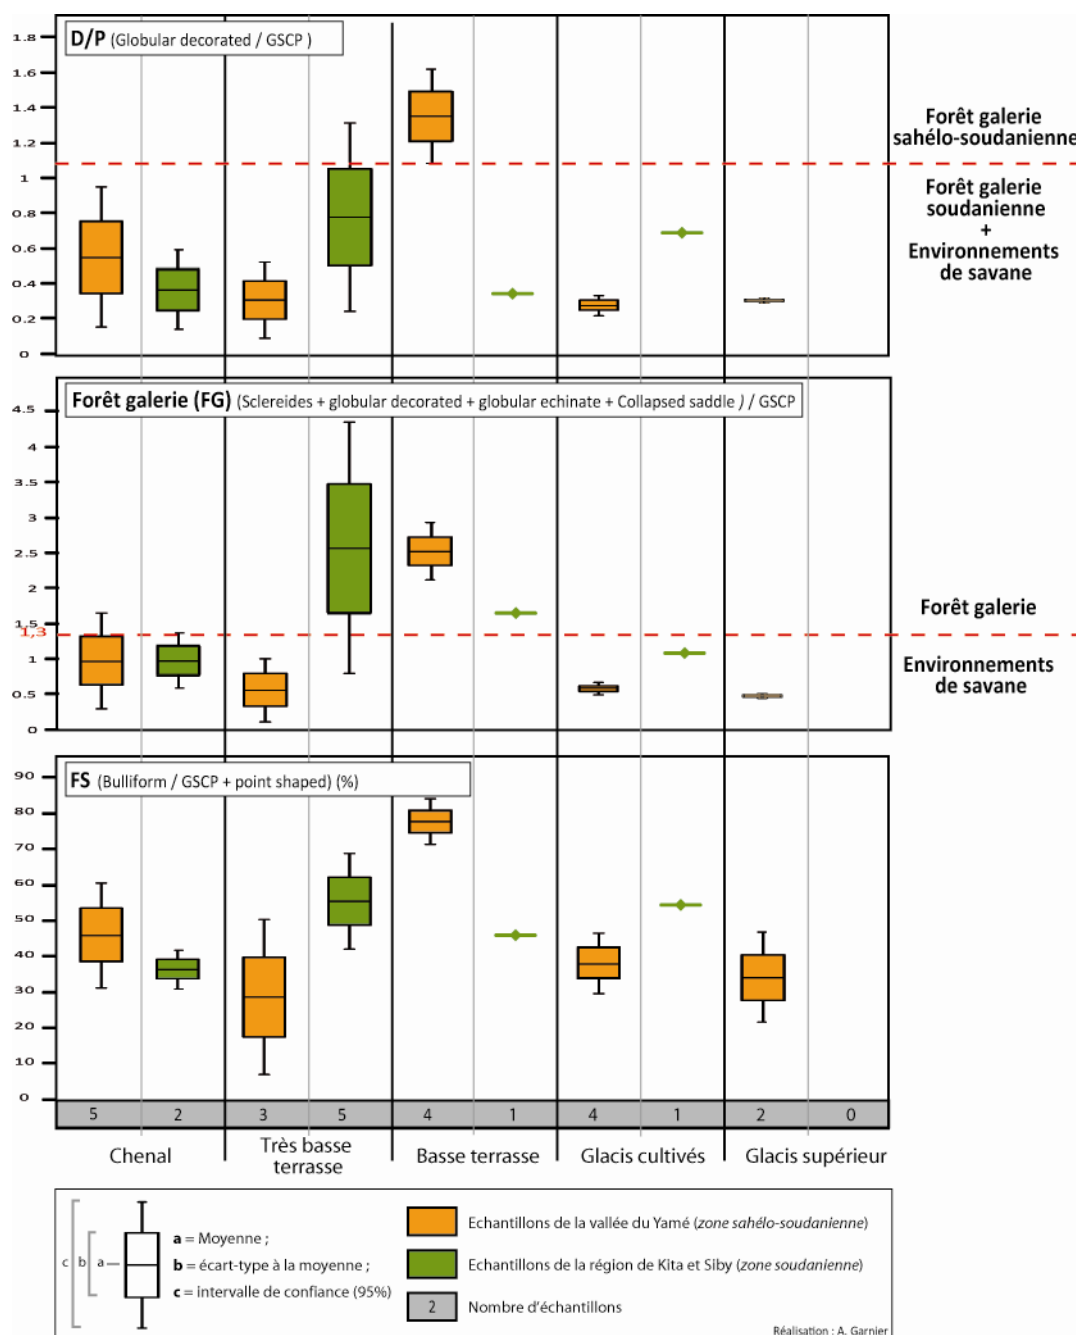 D/P (Globular decorated / GSCP )
1.8
1.6
1.4
1.2
1
0.8
0.6
0.4
0.2
0
Forêt galerie
sahélo-soudanienne
Forêt galerie
soudanienne
+
Environnements
de savane
Forêt galerie (FG) (Sclereides + globular decorated + globular echinate + Collapsed saddle ) / GSCP
4.5
4
3.5
3
2.5
2
1.5
1,3
1
0.5
0
Forêt galerie
Environnements
de savane
FS (Bulliform / GSCP + point shaped) (%)
90
80
70
60
50
40
30
20
10
0
5 2 3 5 4 1 4 1 2 0
Chenal
Très basse
terrasse
Basse terrasse
Glacis cultivés
Glacis supérieur
c b a
a = Moyenne ;
b = écart-type à la moyenne ;
c = intervalle de confiance (95%)
Echantillons de la vallée du Yamé (zone sahélo-soudanienne)
Echantillons de la région de Kita et Siby (zone soudanienne)
2 Nombre d'échantillons
Réalisation : A. Garnier